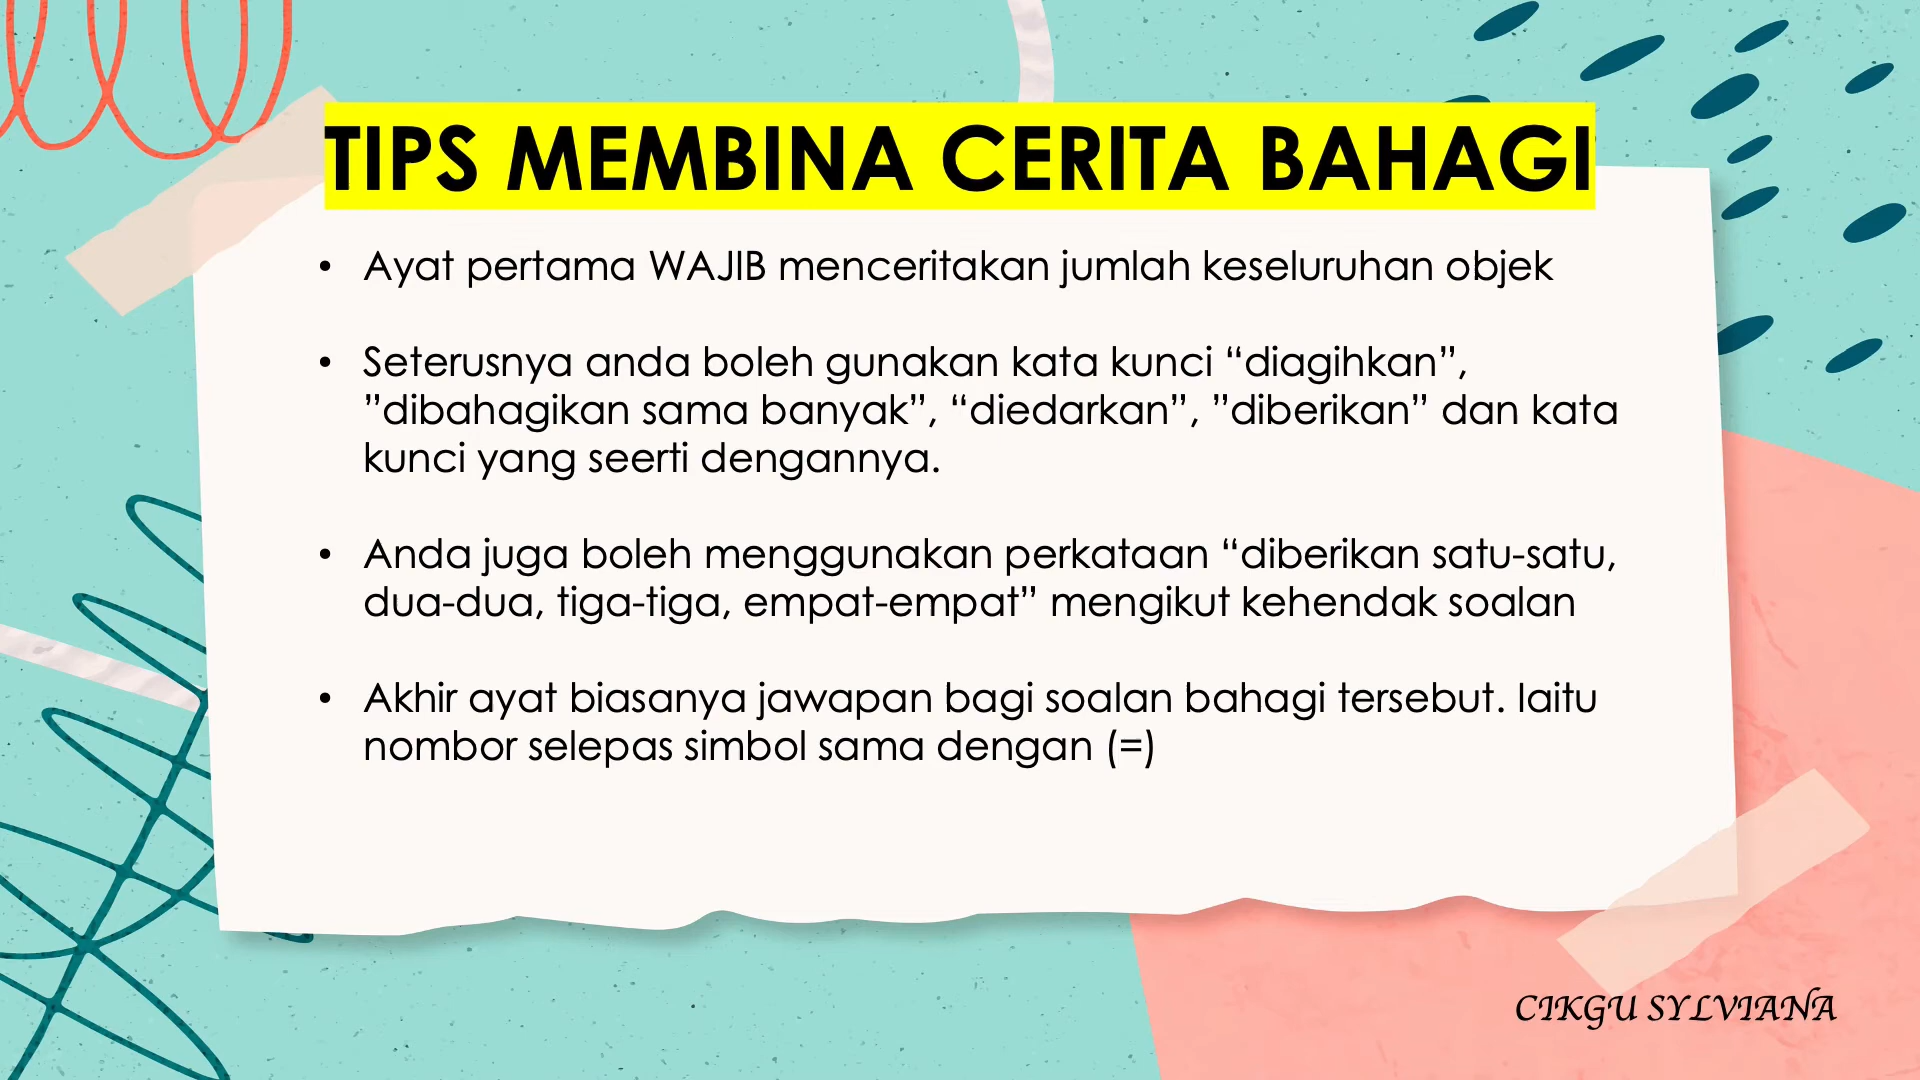 TIPS MEMBINA CERITA BAHAGI
• Ayat pertama WAJIB menceritakan jumlah keseluruhan objek
• Seterusnya anda boleh gunakan kata kunci “diagihkan”,
”dibahagikan sama banyak”, “diedarkan”, ”diberikan” dan kata
kunci yang seerti dengannya.
• Anda juga boleh menggunakan perkataan “diberikan satu-satu,
dua-dua, tiga-tiga, empat-empat” mengikut kehendak soalan
• Akhir ayat biasanya jawapan bagi soalan bahagi tersebut. Iaitu
nombor selepas simbol sama dengan (=)
CIKGU SYLVIANA